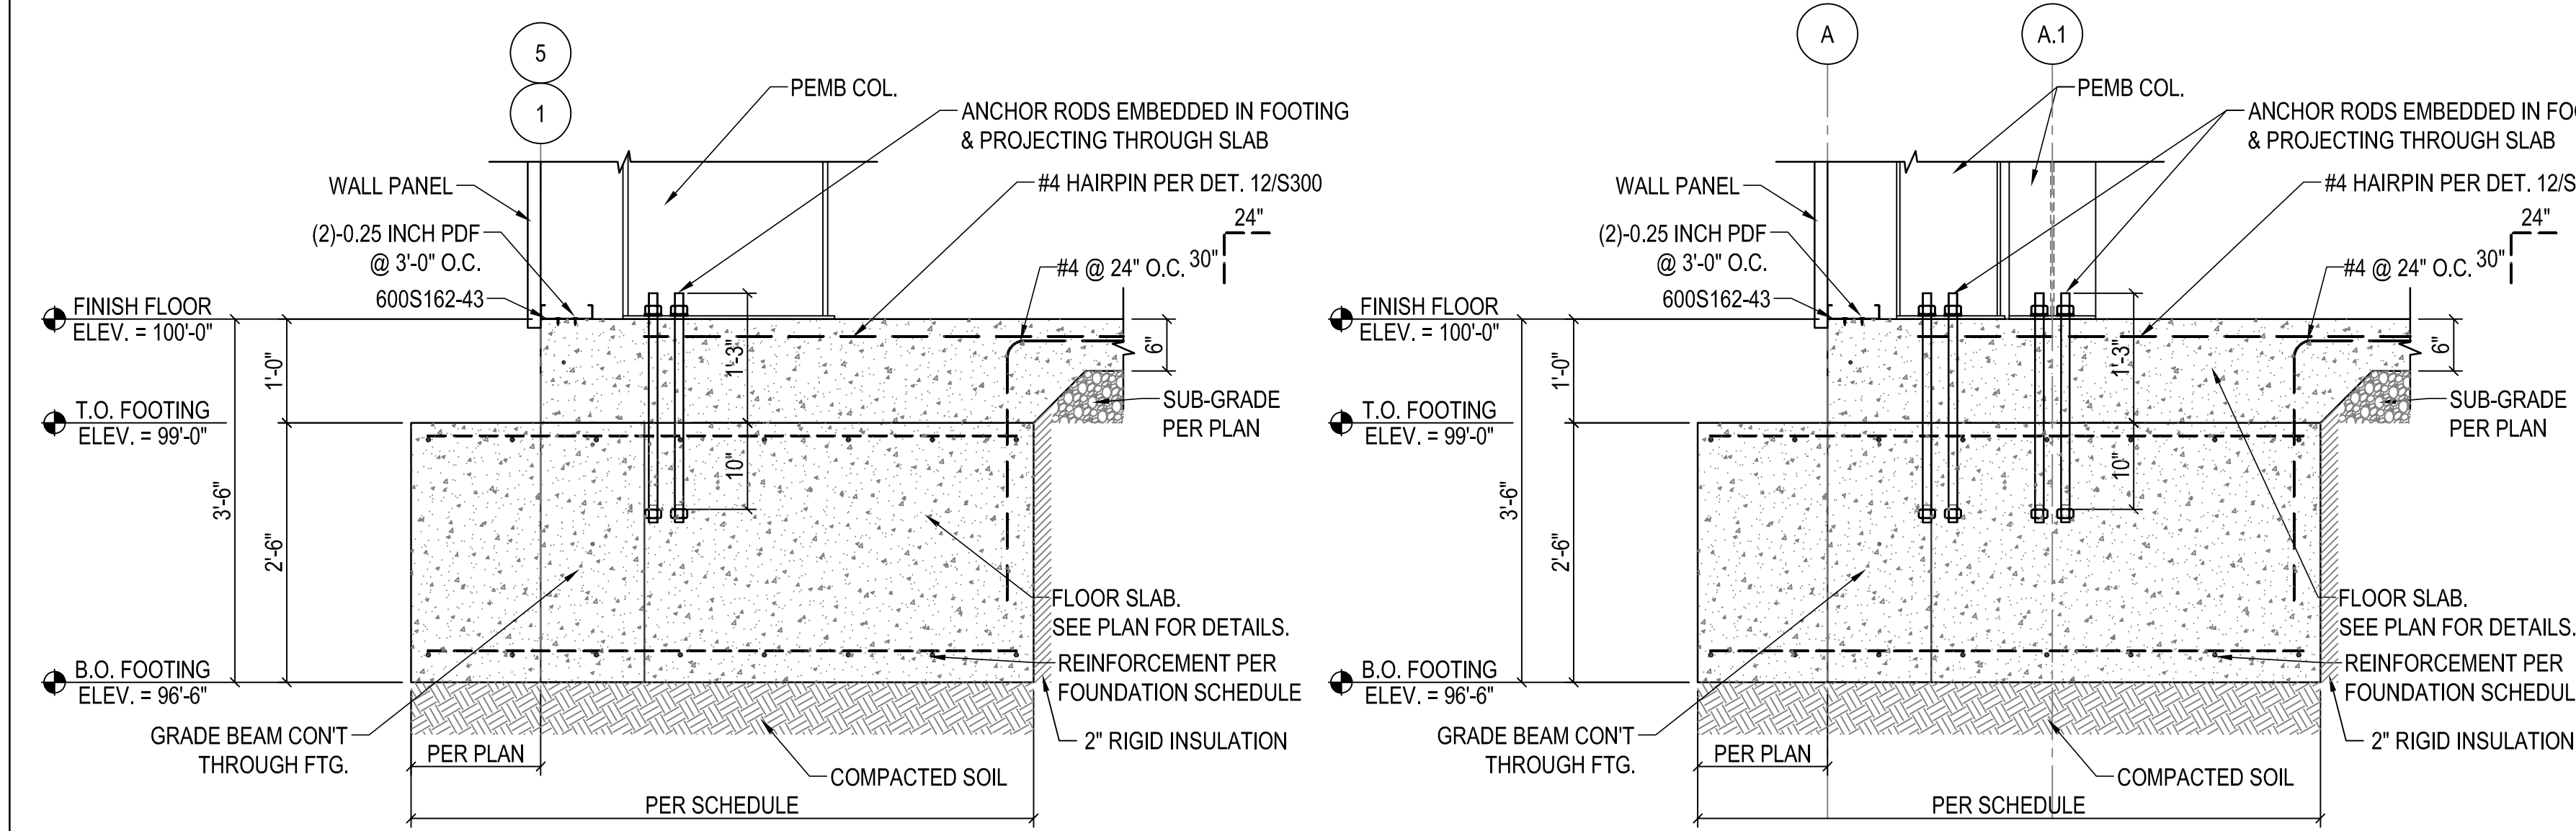 5
1
PEMB COL.
ANCHOR RODS EMBEDDED IN FOOTING
& PROJECTING THROUGH SLAB
WALL PANEL
#4 HAIRPIN PER DET. 12/S300
24"
(2)-0.25 INCH PDF
@ 3'-0" O.C.
#4 @ 24" O.C.
30"
600S162-43
FINISH FLOOR
ELEV. = 100'-0"
1'-0"
1'-3"
6"
SUB-GRADE
PER PLAN
T.O. FOOTING
ELEV. = 99'-0"
10"
3'-6"
2'-6"
FLOOR SLAB.
SEE PLAN FOR DETAILS.
REINFORCEMENT PER
FOUNDATION SCHEDULE
B.O. FOOTING
ELEV. = 96'-6"
GRADE BEAM CON'T
THROUGH FTG.
PER PLAN
2" RIGID INSULATION
COMPACTED SOIL
PER SCHEDULE
A
A.1
PEMB COL.
ANCHOR RODS EMBEDDED IN FOO
& PROJECTING THROUGH SLAB
WALL PANEL
#4 HAIRPIN PER DET. 12/S
24"
(2)-0.25 INCH PDF
@ 3'-0" O.C.
#4 @ 24" O.C.
30"
600S162-43
FINISH FLOOR
ELEV. = 100'-0"
1'-0"
1'-3"
6"
SUB-GRADE
PER PLAN
T.O. FOOTING
ELEV. = 99'-0"
10"
3'-6"
2'-6"
FLOOR SLAB.
SEE PLAN FOR DETAILS.
REINFORCEMENT PER
FOUNDATION SCHEDUL
B.O. FOOTING
ELEV. = 96'-6"
GRADE BEAM CON'T
THROUGH FTG.
PER PLAN
2" RIGID INSULATION
COMPACTED SOIL
PER SCHEDULE